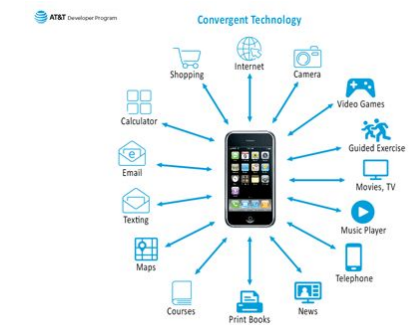 AT&T Developer Program
Convergent Technology
Shopping
Internet
Camera
Video Games
Calculator
Guided Exercise
Email
Movies, TV
Texting
Music Player
Maps
Telephone
Courses
Print Books
News